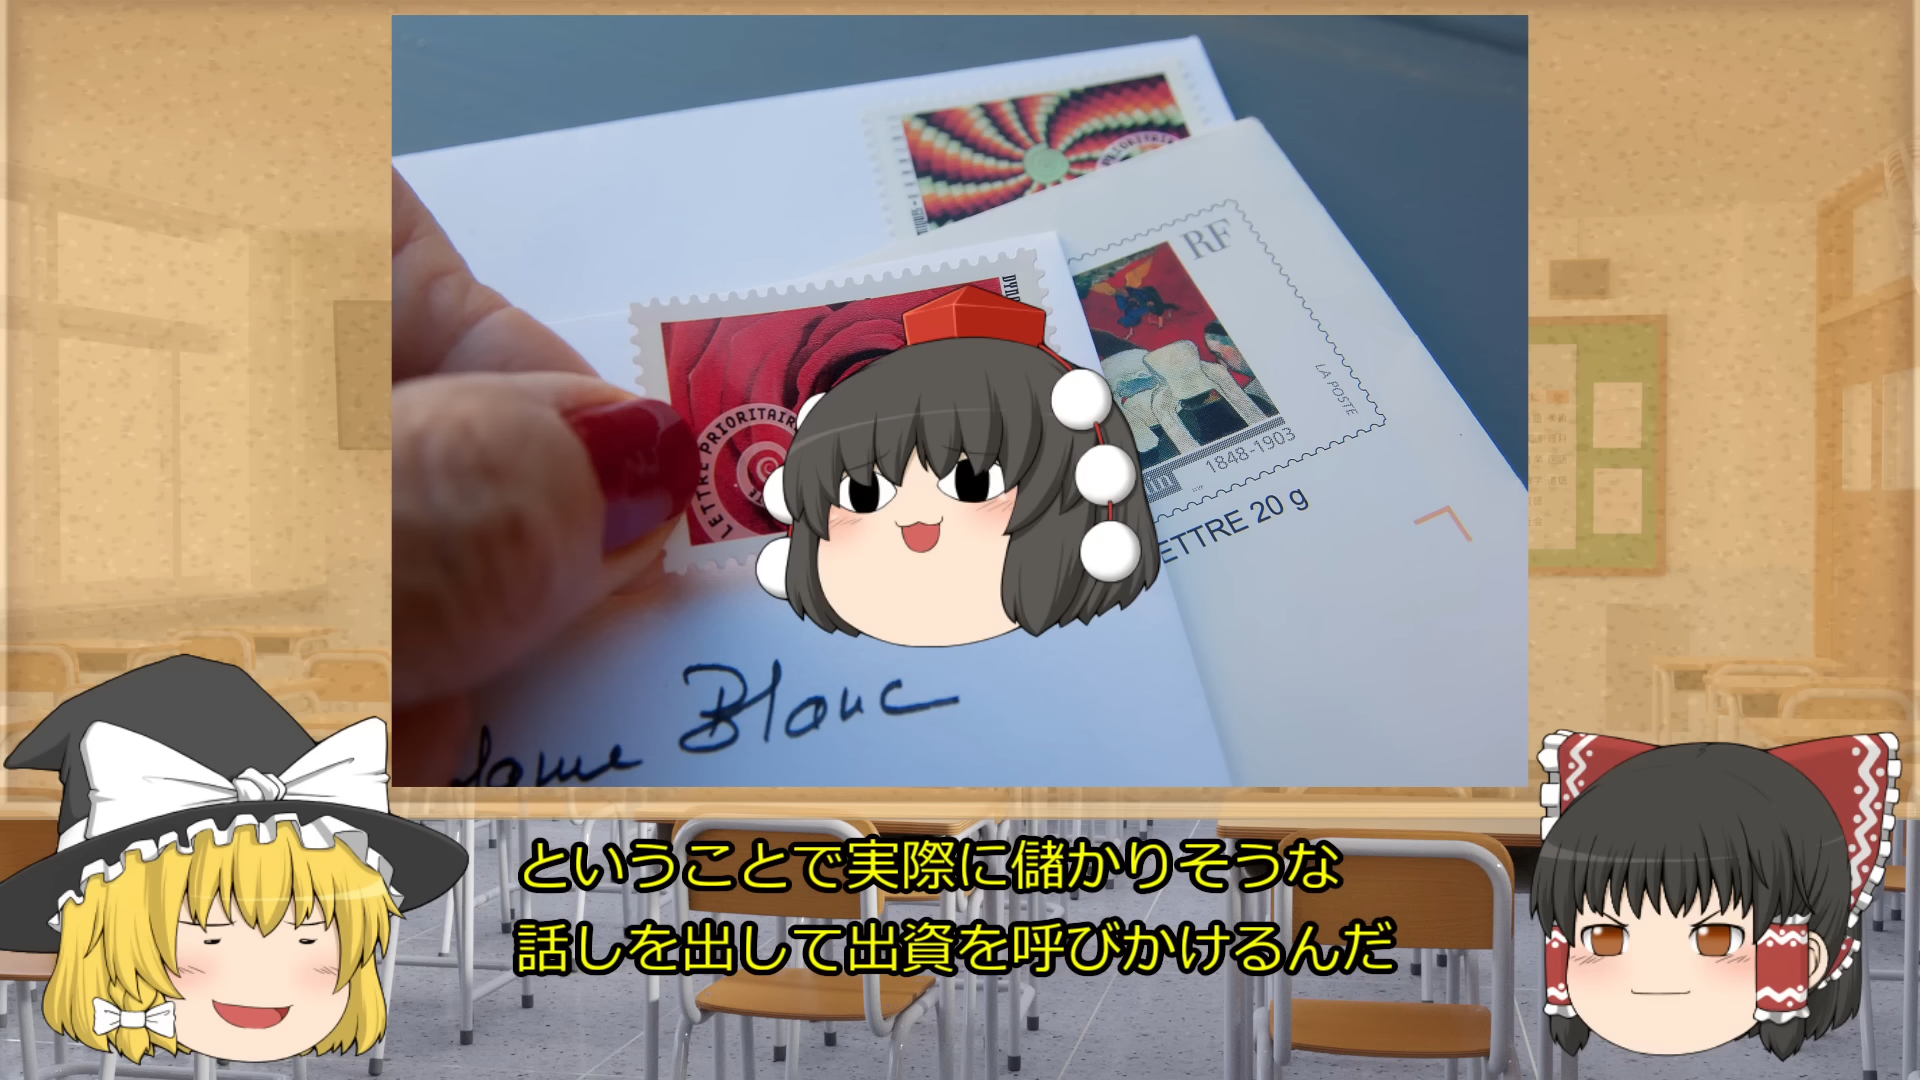 RF
LA POSTE
1848-1903
LETTRE PRIORITAIRE
ETTRE 20 g
Blanc
ということで実際に儲かりそうな
話しを出して出資を呼びかけるんだ